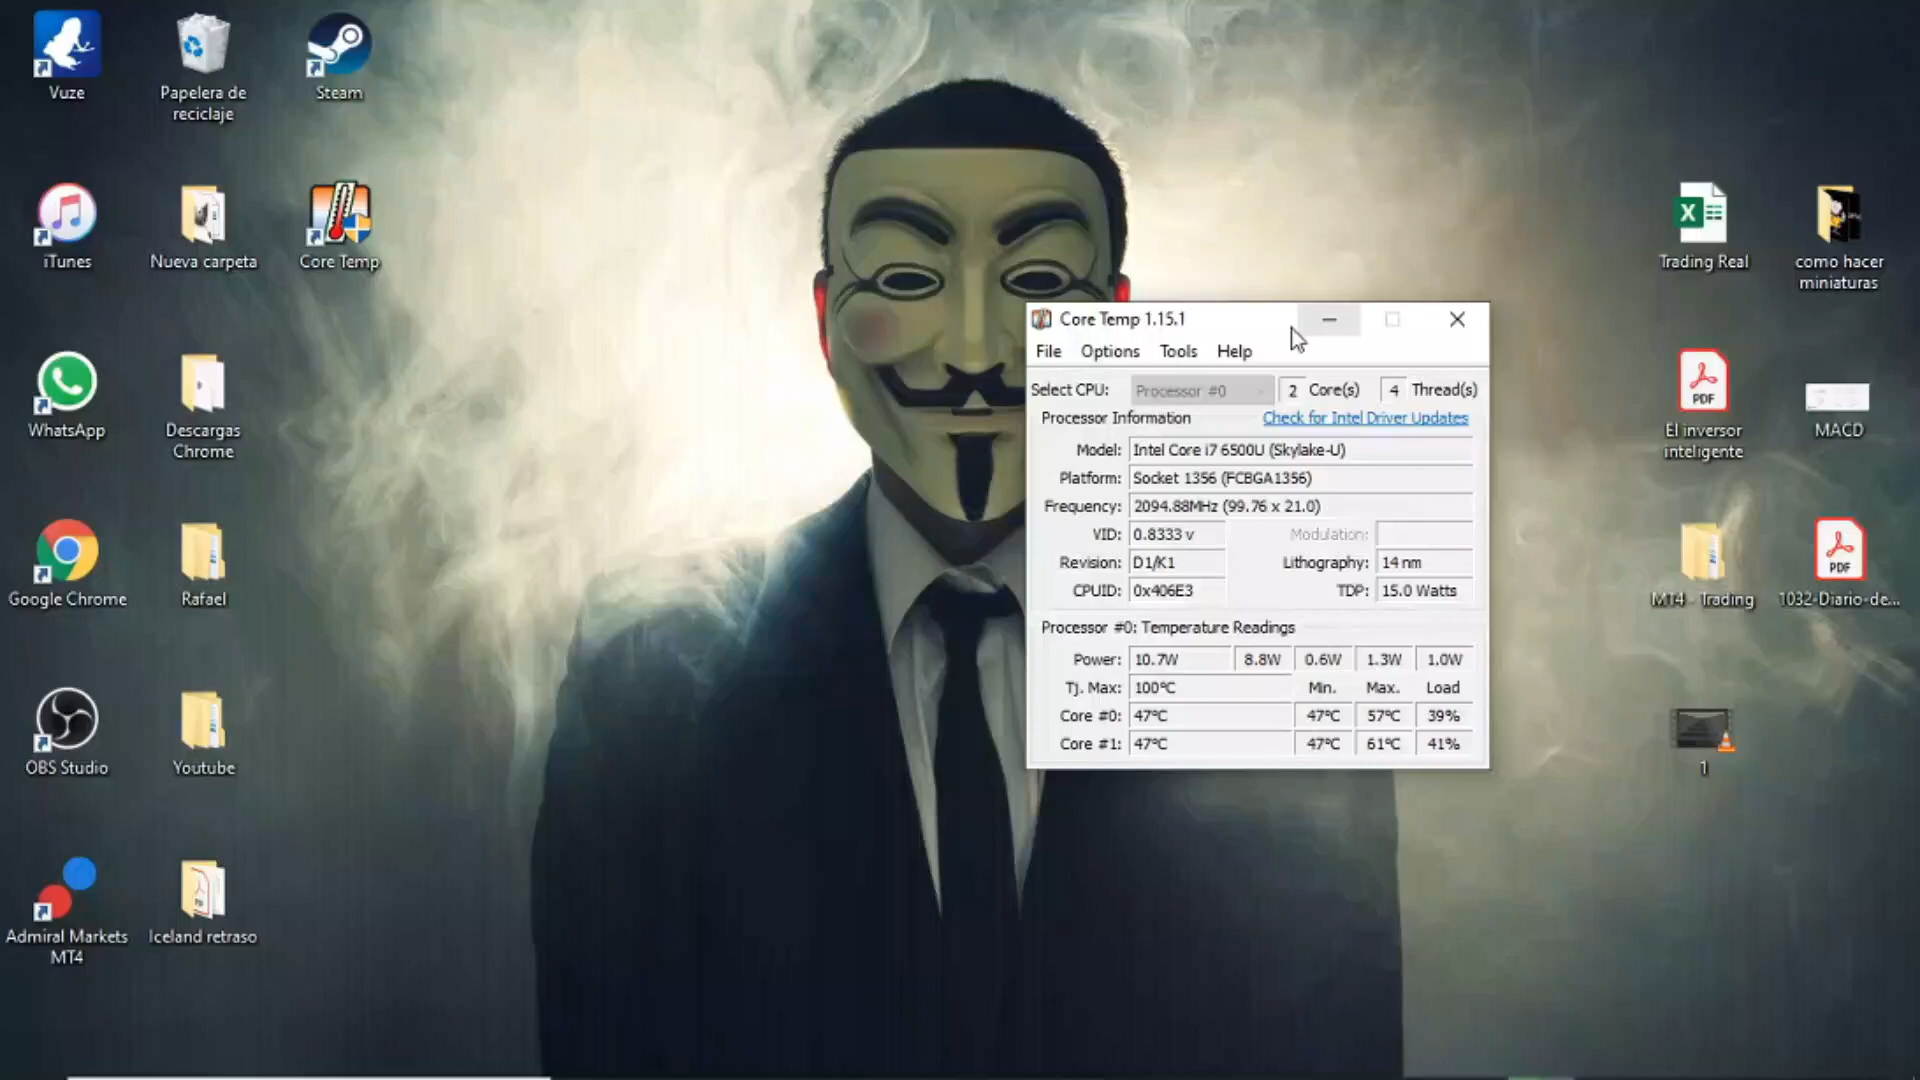 Vuze
Papelera de
reciclaje
Steam
iTunes
Nueva carpeta
Core Temp
WhatsApp
Descargas
Chrome
Google Chrome
Rafael
OBS Studio
Youtube
Admiral Markets
MT4
Iceland retraso
Core Temp 1.15.1
File Options Tools Help
Select CPU: Processor #0 2 Core(s) 4 Thread(s)
Processor Information Check for Intel Driver Updates
Model: Intel Core i7 6500U (Skylake-U)
Platform: Socket 1356 (FCBGA1356)
Frequency: 2094.88MHz (99.76 x 21.0)
VID: 0.8333 v Modulation:
Revision: D1/K1 Lithography: 14 nm
CPUID: 0x406E3 TDP: 15.0 Watts
Processor #0: Temperature Readings
Power: 10.7W 8.8W 0.6W 1.3W 1.0W
Tj. Max: 100°C Min. Max. Load
Core #0: 47°C 47°C 57°C 39%
Core #1: 47°C 47°C 61°C 41%
X
Trading Real
como hacer
miniaturas
PDF
El inversor
inteligente
MACD
MT4 - Trading
PDF
1032-Diario-de...
1